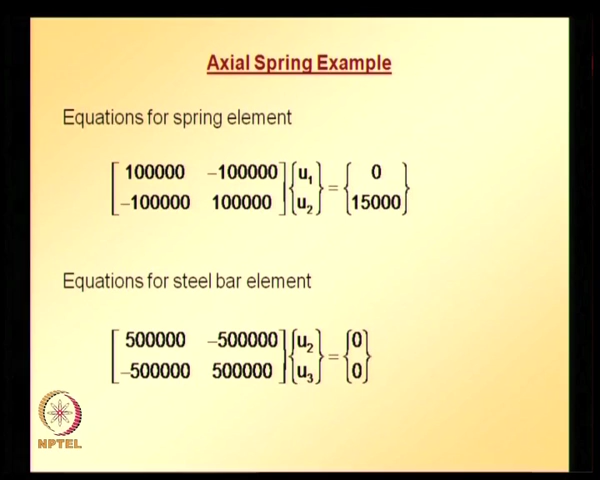 Axial Spring Example
Equations for spring element
[ 100000 −100000 ] { u₁ } = { 0 }
[ −100000 100000 ] { u₂ } { 15000 }
Equations for steel bar element
[ 500000 −500000 ] { u₂ } = { 0 }
[ −500000 500000 ] { u₃ } { 0 }
NPTEL